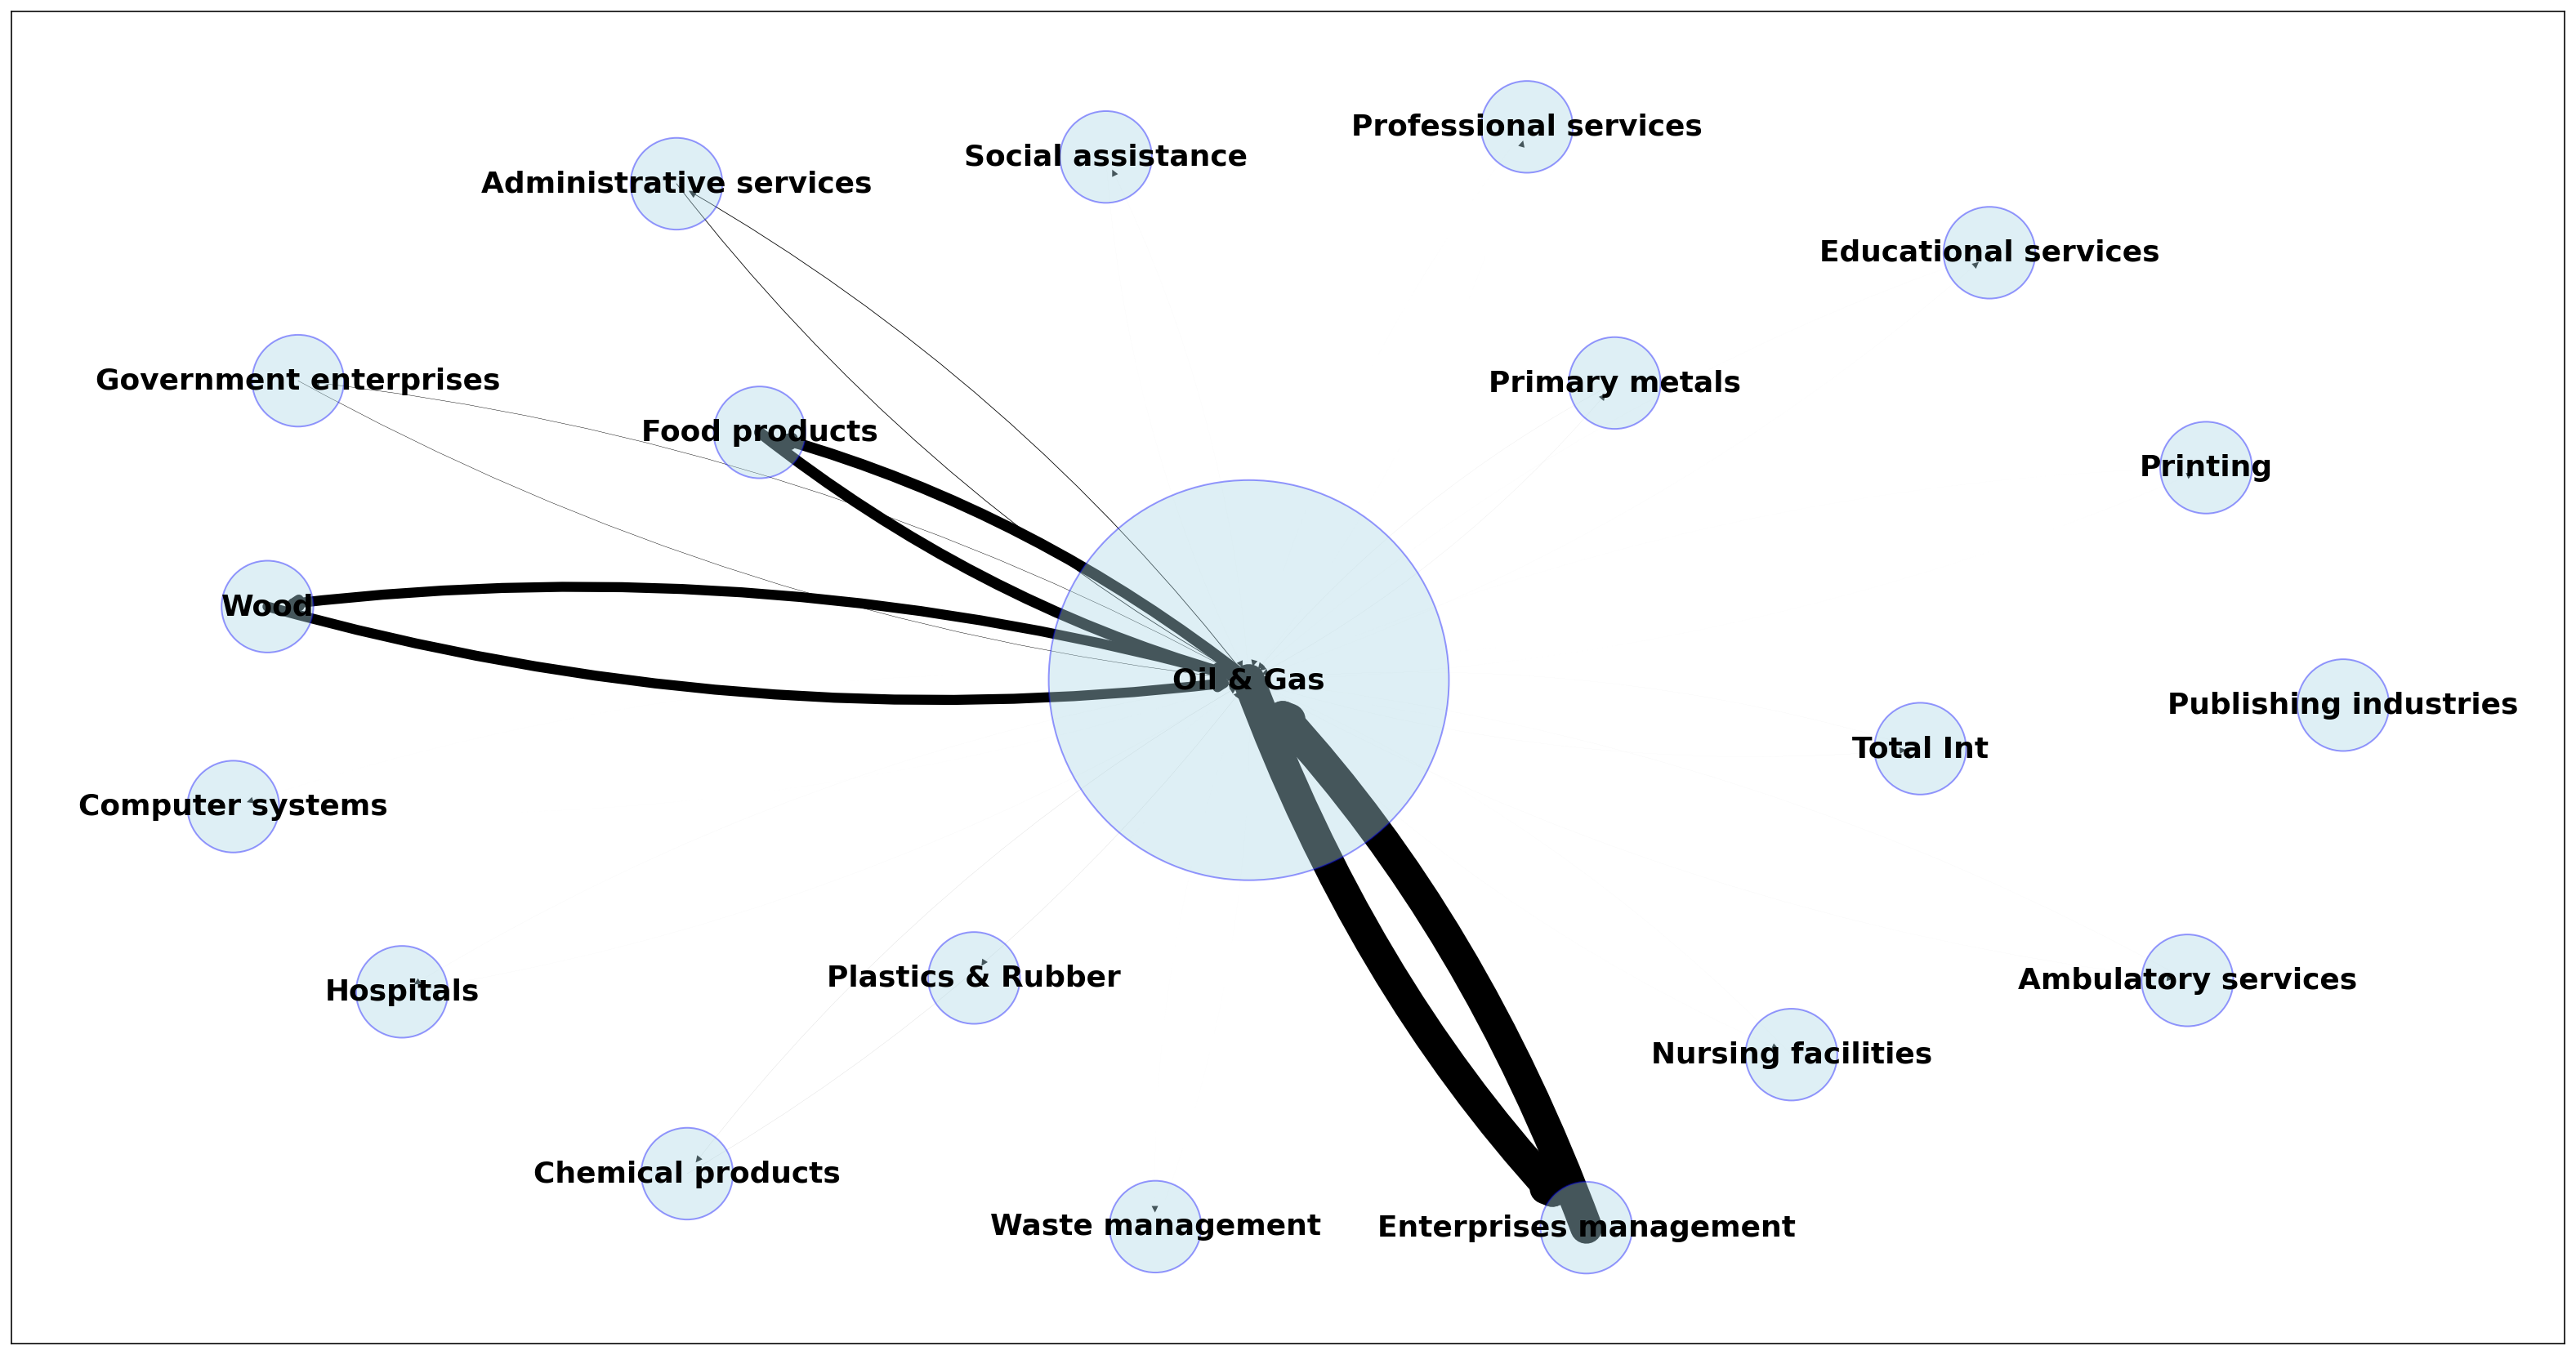 Professional services
Social assistance
Administrative services
Educational services
Government enterprises
Primary metals
Food products
Printing
Wood
Oil & Gas
Publishing industries
Total Int
Computer systems
Plastics & Rubber
Ambulatory services
Hospitals
Nursing facilities
Chemical products
Waste management
Enterprises management